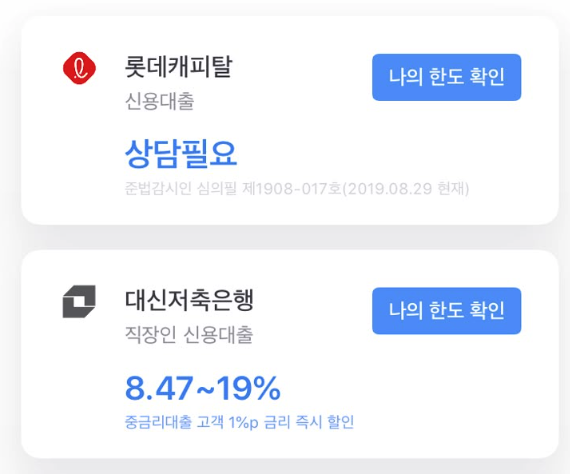 롯데캐피탈
나의 한도 확인
신용대출
상담필요
준법감시인 심의필 제1908-017호(2019.08.29 현재)
대신저축은행
나의 한도 확인
직장인 신용대출
8.47~19%
중금리대출 고객 1%p 금리 즉시 할인